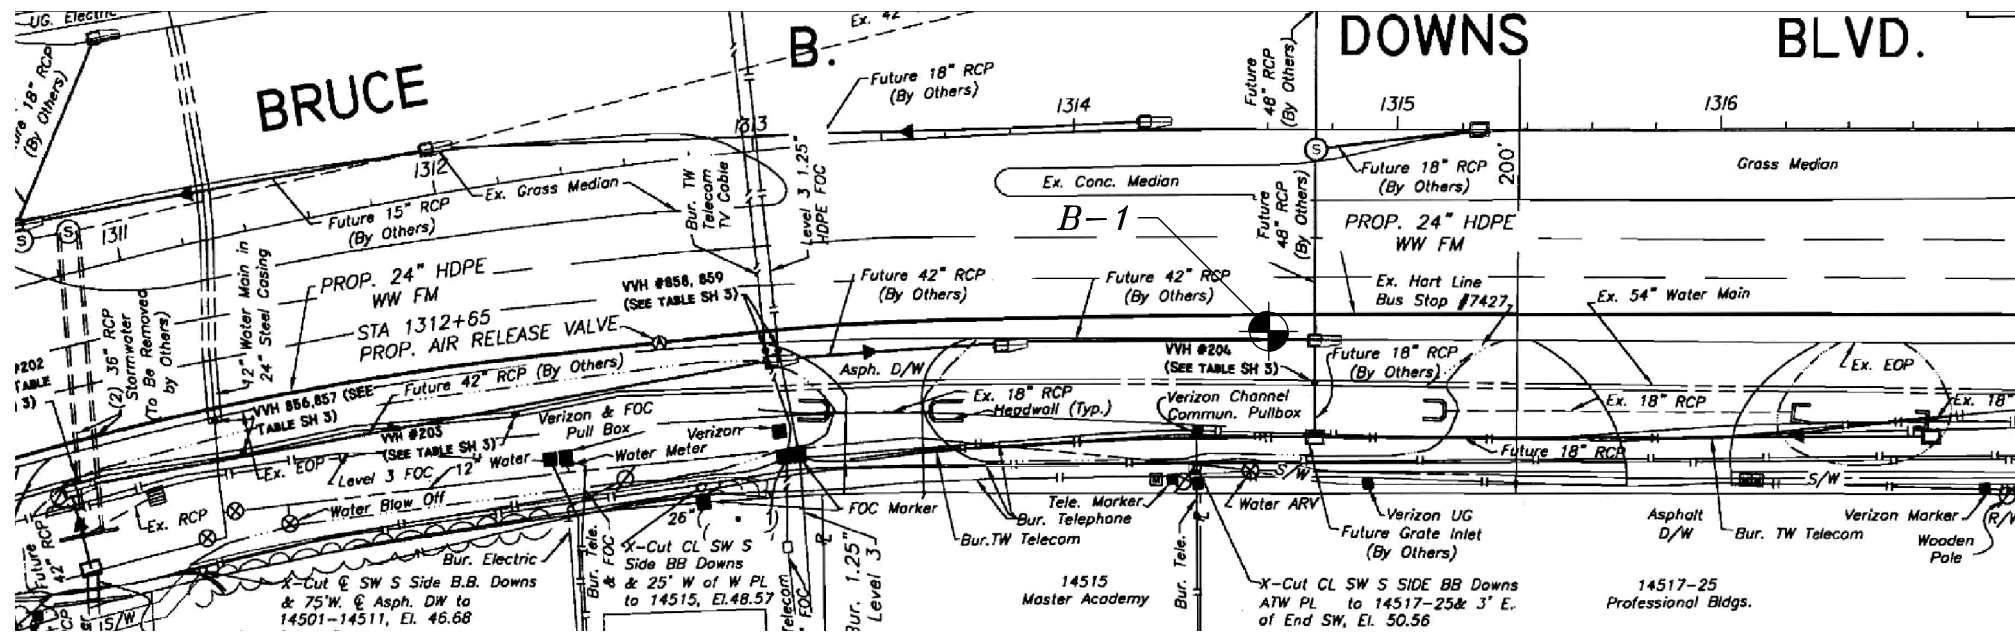 UG. Electric
Ex. 42"
BRUCE
B.
DOWNS
BLVD.
Future 18" RCP
(By Others)
Future 18" RCP
(By Others)
Future
48" RCP
(By Others)
1311
1312
1313
1314
1315
1316
Ex. Grass Median
Future 15" RCP
(By Others)
Bur. TW
Telecom
TV Cable
Level 3 1.25"
HDPE FOC
Ex. Conc. Median
B-1
Future
48" RCP
(By Others)
S
S
S
Future 18" RCP
(By Others)
200'
Grass Median
PROP. 24" HDPE
WW FM
PROP. 24" HDPE
WW FM
STA 1312+65
PROP. AIR RELEASE VALVE
A
12" Water Main in
24" Steel Casing
(2) 36" RCP
Stormwater
(To Be Removed
by Others)
VVH #858, 859
(SEE TABLE SH 3)
Future 42" RCP
(By Others)
Future 42" RCP
(By Others)
Ex. Hart Line
Bus Stop #7427
Ex. 54" Water Main
#202
TABLE
3)
Future 42" RCP (By Others)
VVH 856,857 (SEE
TABLE SH 3)
VVH #203
(SEE TABLE SH 3)
Asph. D/W
VVH #204
(SEE TABLE SH 3)
Future 18" RCP
(By Others)
Ex. EOP
Verizon & FOC
Pull Box
Verizon
Ex. 18" RCP
Headwall (Typ.)
Verizon Channel
Commun. Pullbox
Ex. 18" RCP
Ex. 18"
Ex. EOP
Level 3 FOC
12" Water
Water Meter
Water Blow Off
Future 18" RCP
S/W
S/W
Ex. RCP
26"
FOC Marker
Tele. Marker
Bur. Telephone
Bur.TW Telecom
Water ARV
Verizon UG
Future Grate Inlet
(By Others)
Asphalt
D/W
Bur. TW Telecom
Verizon Marker
Wooden
Pole
R/W
Future
42" RCP
Bur. Electric
Bur. Tele.
& FOC
X-Cut CL SW S
Side BB Downs
& 25' W of W PL
to 14515, El.48.57
X-Cut ℄ SW S Side B.B. Downs
& 75'W. ℄ Asph. DW to
14501-14511, El. 46.68
15/W
Telecom
FOC
Bur. 1.25"
Level 3
14515
Master Academy
Bur. Tele.
X-Cut CL SW S SIDE BB Downs
ATW PL to 14517-25& 3' E.
of End SW, El. 50.56
14517-25
Professional Bldgs.